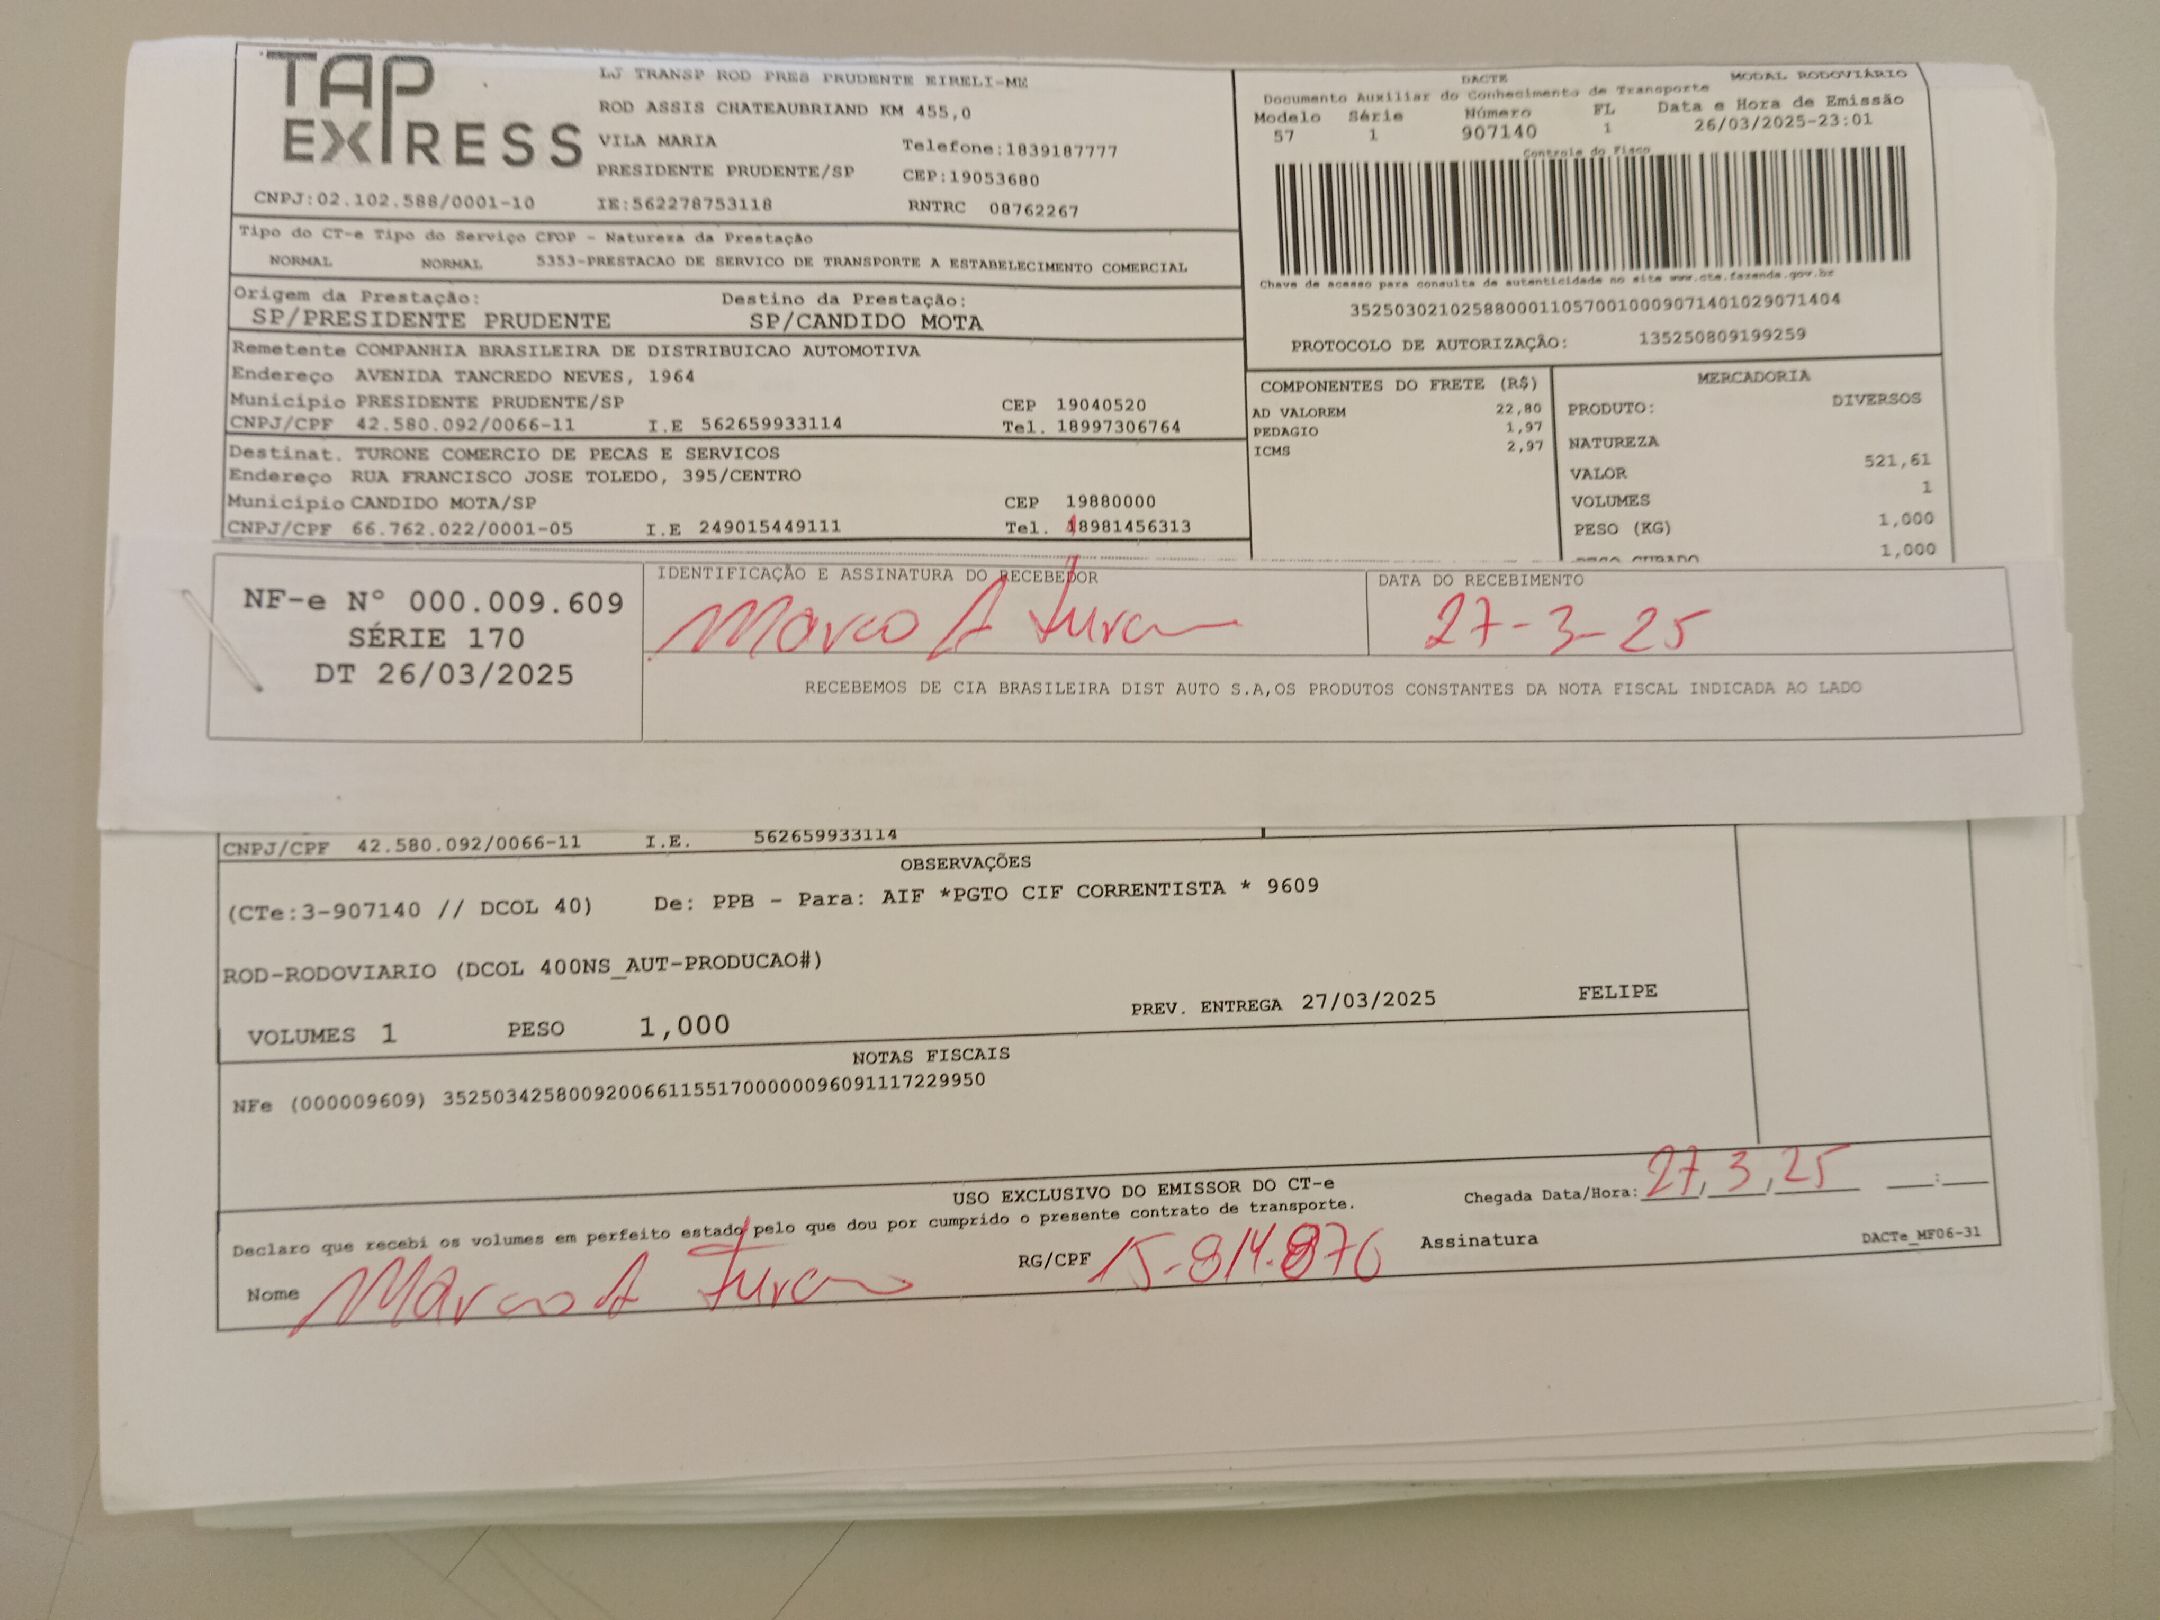 TAP EXPRESS
LJ TRANSP ROD PRES PRUDENTE EIRELI-ME
ROD ASSIS CHATEAUBRIAND KM 455,0
VILA MARIA Telefone:1839187777
PRESIDENTE PRUDENTE/SP CEP:19053680
CNPJ:02.102.588/0001-10 IE:562278753118 RNTRC 08762267
DACTE MODAL RODOVIÁRIO
Documento Auxiliar do Conhecimento de Transporte
Modelo Série Número FL Data e Hora de Emissão
57 1 907140 1 26/03/2025-23:01
Controle do Fisco
Chave de acesso para consulta de autenticidade no site www.cte.fazenda.gov.br
35250302102588000110570010009071401029071404
PROTOCOLO DE AUTORIZAÇÃO: 135250809199259
Tipo do CT-e Tipo do Serviço CFOP - Natureza da Prestação
NORMAL NORMAL 5353-PRESTACAO DE SERVICO DE TRANSPORTE A ESTABELECIMENTO COMERCIAL
Origem da Prestação: Destino da Prestação:
SP/PRESIDENTE PRUDENTE SP/CANDIDO MOTA
Remetente COMPANHIA BRASILEIRA DE DISTRIBUICAO AUTOMOTIVA
Endereço AVENIDA TANCREDO NEVES, 1964
Município PRESIDENTE PRUDENTE/SP CEP 19040520
CNPJ/CPF 42.580.092/0066-11 I.E 562659933114 Tel. 18997306764
Destinat. TURONE COMERCIO DE PECAS E SERVICOS
Endereço RUA FRANCISCO JOSE TOLEDO, 395/CENTRO
Município CANDIDO MOTA/SP CEP 19880000
CNPJ/CPF 66.762.022/0001-05 I.E 249015449111 Tel. 18981456313
COMPONENTES DO FRETE (R$)
AD VALOREM 22,80
PEDAGIO 1,97
ICMS 2,97
MERCADORIA
PRODUTO: DIVERSOS
NATUREZA
VALOR 521,61
VOLUMES 1
PESO (KG) 1,000
PESO CUBADO 1,000
NF-e Nº 000.009.609
SÉRIE 170
DT 26/03/2025
IDENTIFICAÇÃO E ASSINATURA DO RECEBEDOR
Marco A
DATA DO RECEBIMENTO
27-3-25
RECEBEMOS DE CIA BRASILEIRA DIST AUTO S.A,OS PRODUTOS CONSTANTES DA NOTA FISCAL INDICADA AO LADO
CNPJ/CPF 42.580.092/0066-11 I.E. 562659933114
OBSERVAÇÕES
(CTe:3-907140 // DCOL 40) De: PPB - Para: AIF *PGTO CIF CORRENTISTA * 9609
ROD-RODOVIARIO (DCOL 400NS_AUT-PRODUCAO#)
VOLUMES 1 PESO 1,000 PREV. ENTREGA 27/03/2025 FELIPE
NOTAS FISCAIS
NFe (000009609) 35250342580092006611551700000096091117229950
USO EXCLUSIVO DO EMISSOR DO CT-e
Chegada Data/Hora: 27,3,25 :
Declaro que recebi os volumes em perfeito estado pelo que dou por cumprido o presente contrato de transporte.
Nome Marco A RG/CPF 15-814.876 Assinatura DACTe_MF06-31